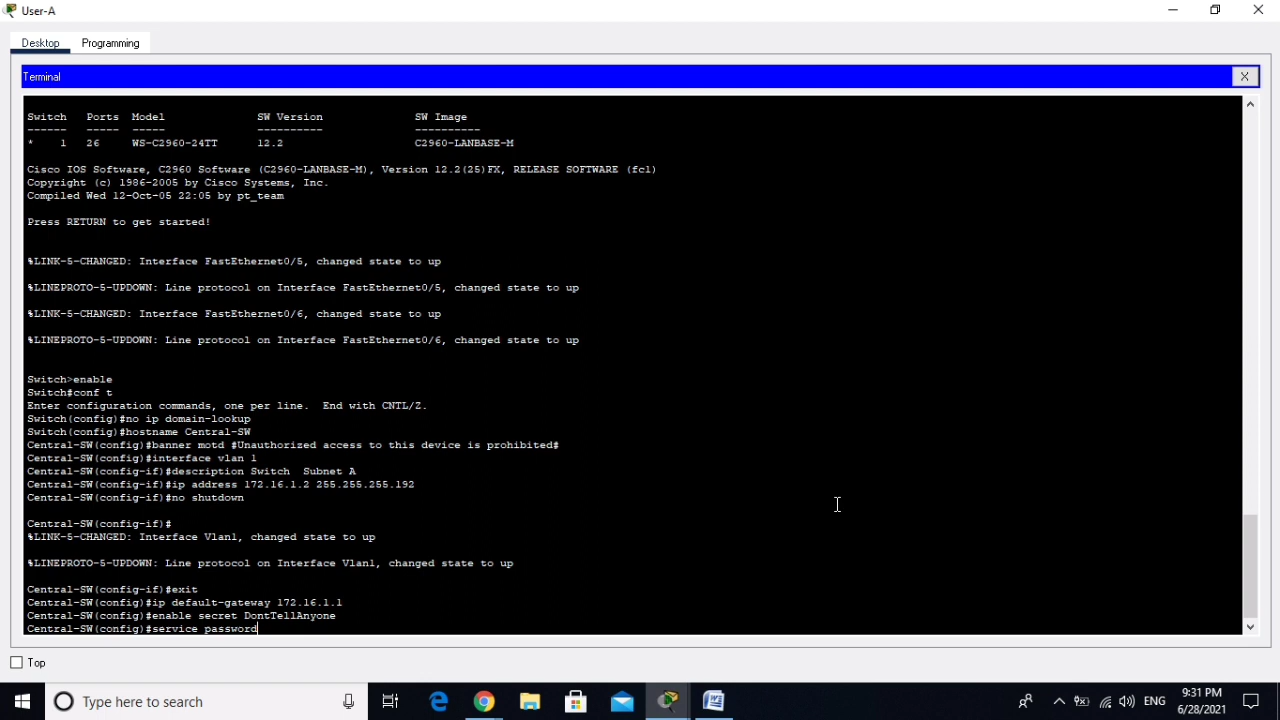 User-A
Desktop Programming
Terminal X
Switch Ports Model SW Version SW Image
------ ----- ----- ---------- ----------
* 1 26 WS-C2960-24TT 12.2 C2960-LANBASE-M
Cisco IOS Software, C2960 Software (C2960-LANBASE-M), Version 12.2(25)FX, RELEASE SOFTWARE (fc1)
Copyright (c) 1986-2005 by Cisco Systems, Inc.
Compiled Wed 12-Oct-05 22:05 by pt_team
Press RETURN to get started!
%LINK-5-CHANGED: Interface FastEthernet0/5, changed state to up
%LINEPROTO-5-UPDOWN: Line protocol on Interface FastEthernet0/5, changed state to up
%LINK-5-CHANGED: Interface FastEthernet0/6, changed state to up
%LINEPROTO-5-UPDOWN: Line protocol on Interface FastEthernet0/6, changed state to up
Switch>enable
Switch#conf t
Enter configuration commands, one per line. End with CNTL/Z.
Switch(config)#no ip domain-lookup
Switch(config)#hostname Central-SW
Central-SW(config)#banner motd #Unauthorized access to this device is prohibited#
Central-SW(config)#interface vlan 1
Central-SW(config-if)#description Switch Subnet A
Central-SW(config-if)#ip address 172.16.1.2 255.255.255.192
Central-SW(config-if)#no shutdown
Central-SW(config-if)#
%LINK-5-CHANGED: Interface Vlan1, changed state to up
%LINEPROTO-5-UPDOWN: Line protocol on Interface Vlan1, changed state to up
Central-SW(config-if)#exit
Central-SW(config)#ip default-gateway 172.16.1.1
Central-SW(config)#enable secret DontTellAnyone
Central-SW(config)#service password
Top
Type here to search
ENG
9:31 PM
6/28/2021